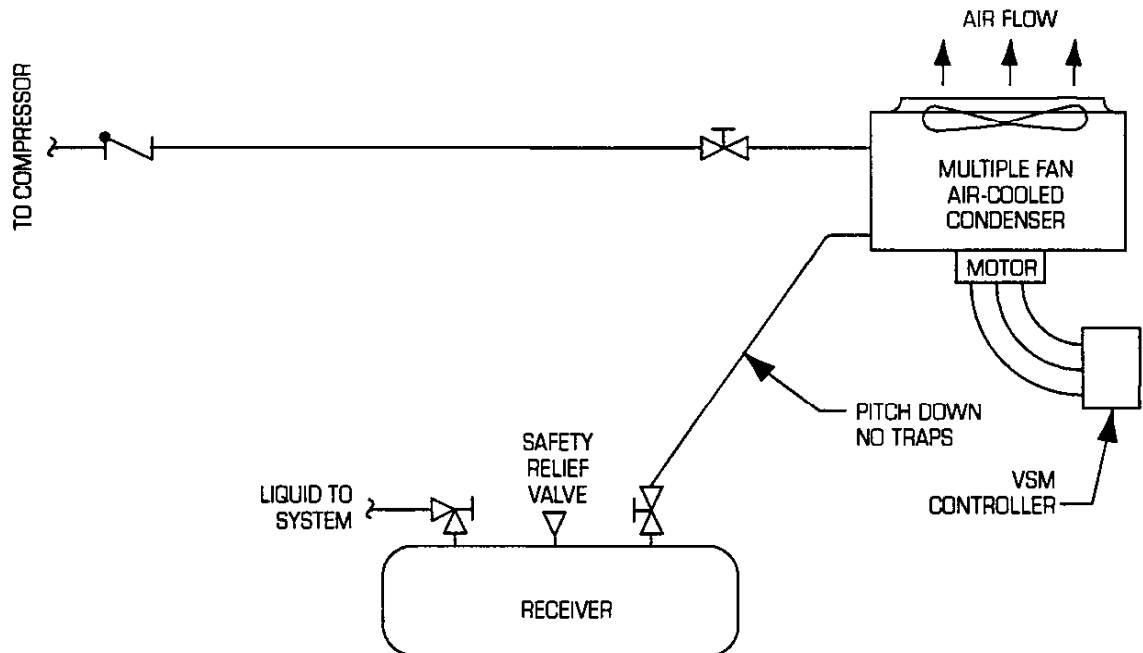 AIR FLOW
TO COMPRESSOR
MULTIPLE FAN
AIR-COOLED
CONDENSER
MOTOR
PITCH DOWN
NO TRAPS
SAFETY
RELIEF
VALVE
LIQUID TO
SYSTEM
VSM
CONTROLLER
RECEIVER